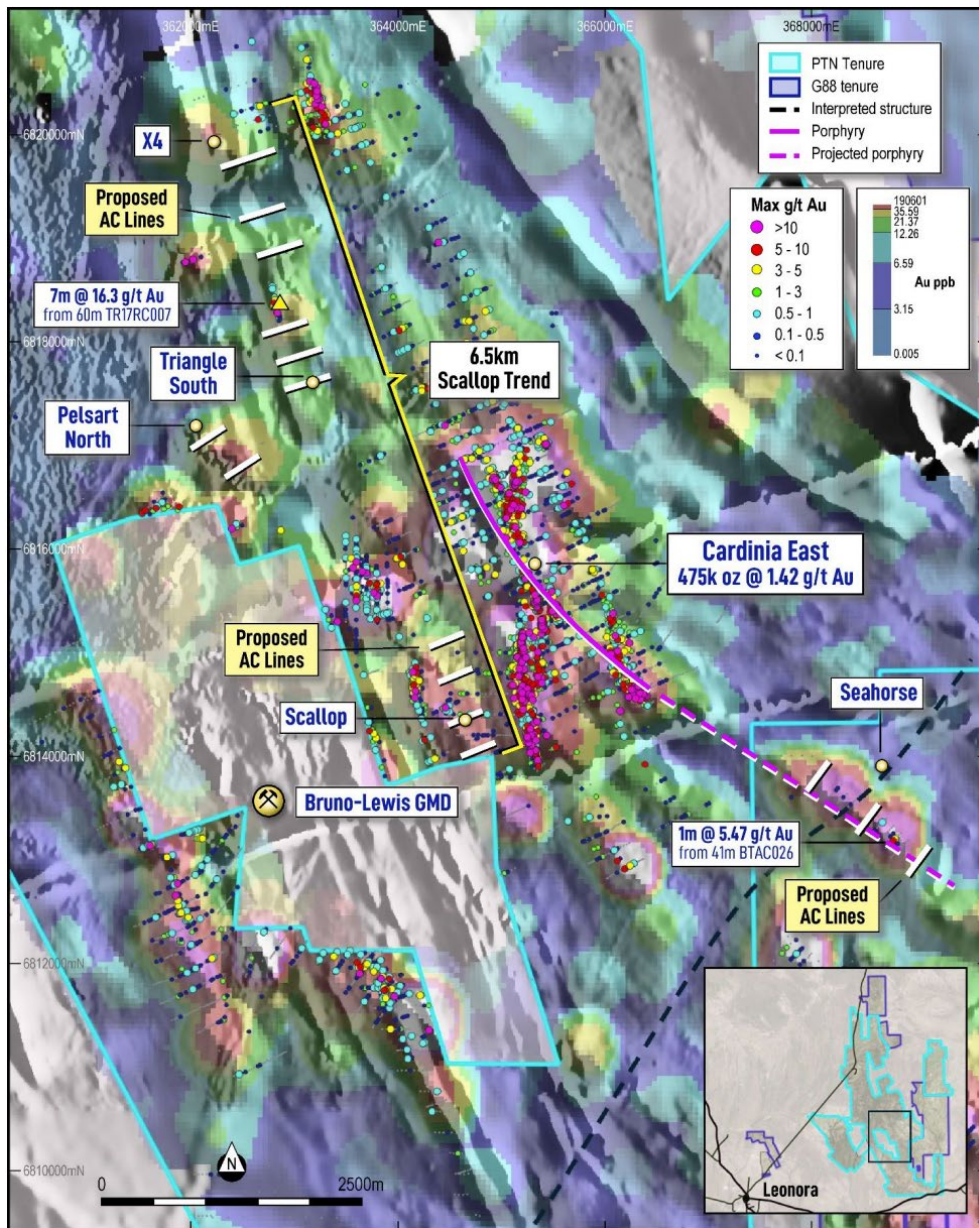 362000mE
364000mE
366000mE
368000mE
6820000mN
6818000mN
6816000mN
6814000mN
6812000mN
6810000mN
PTN Tenure
G88 tenure
Interpreted structure
Porphyry
Projected porphyry
Max g/t Au
>10
5 - 10
3 - 5
1 - 3
0.5 - 1
0.1 - 0.5
< 0.1
190601
35.59
21.37
12.26
6.59
3.15
0.005
Au ppb
X4
Proposed
AC Lines
7m @ 16.3 g/t Au
from 60m TR17RC007
Triangle
South
Pelsart
North
6.5km
Scallop Trend
Cardinia East
475k oz @ 1.42 g/t Au
Proposed
AC Lines
Scallop
Seahorse
Bruno-Lewis GMD
1m @ 5.47 g/t Au
from 41m BTAC026
Proposed
AC Lines
N
0
2500m
Leonora